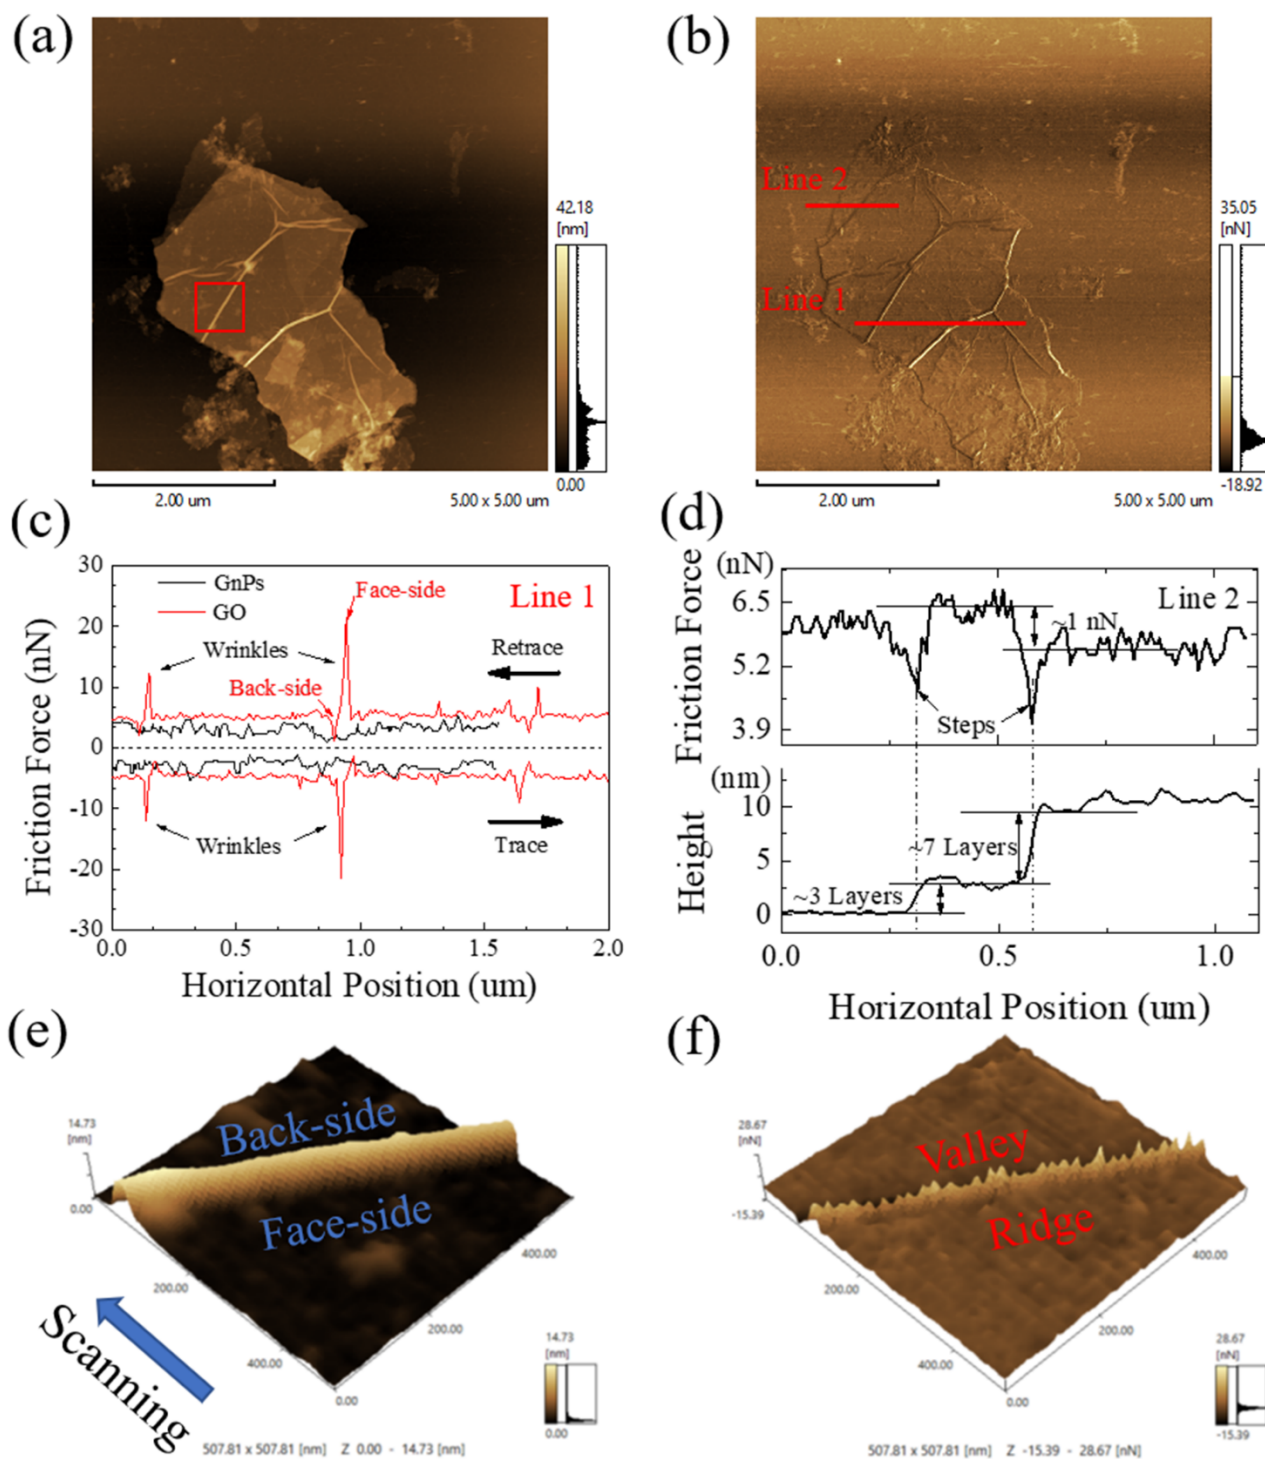 (a)
42.18
[nm]
0.00
2.00 um
5.00 x 5.00 um
(b)
Line 2
Line 1
35.05
[nN]
-18.92
2.00 um
5.00 x 5.00 um
(c)
Friction Force (nN)
30
20
10
0
-10
-20
-30
GnPs
GO
Face-side
Line 1
Wrinkles
Retrace
Back-side
Wrinkles
Trace
0.0
0.5
1.0
1.5
2.0
Horizontal Position (um)
(d)
Friction Force
(nN)
6.5
5.2
3.9
Line 2
~1 nN
Steps
Height
(nm)
10
5
0
~7 Layers
~3 Layers
0.0
0.5
1.0
Horizontal Position (um)
(e)
14.73
[nm]
0.00
Back-side
Face-side
200.00
400.00
400.00
200.00
0.00
Scanning
14.73
[nm]
0.00
507.81 x 507.81 [nm] Z 0.00 - 14.73 [nm]
(f)
28.67
[nN]
-15.39
Valley
Ridge
200.00
400.00
400.00
200.00
0.00
28.67
[nN]
-15.39
507.81 x 507.81 [nm] Z -15.39 - 28.67 [nN]